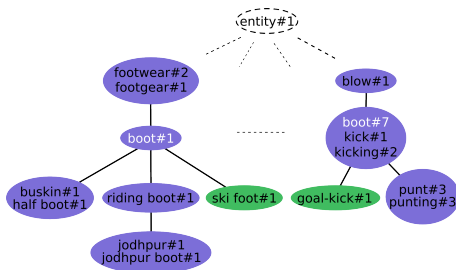 entity#1
footwear#2
footgear#1
blow#1
boot#1
boot#7
kick#1
kicking#2
buskin#1
half boot#1
riding boot#1
ski foot#1
goal-kick#1
punt#3
punting#3
jodhpur#1
jodhpur boot#1